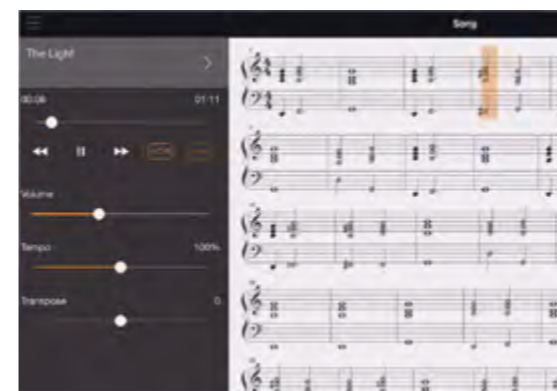 Song
The Light
00:06 01:11
Volume
Tempo 100%
Transpose 0